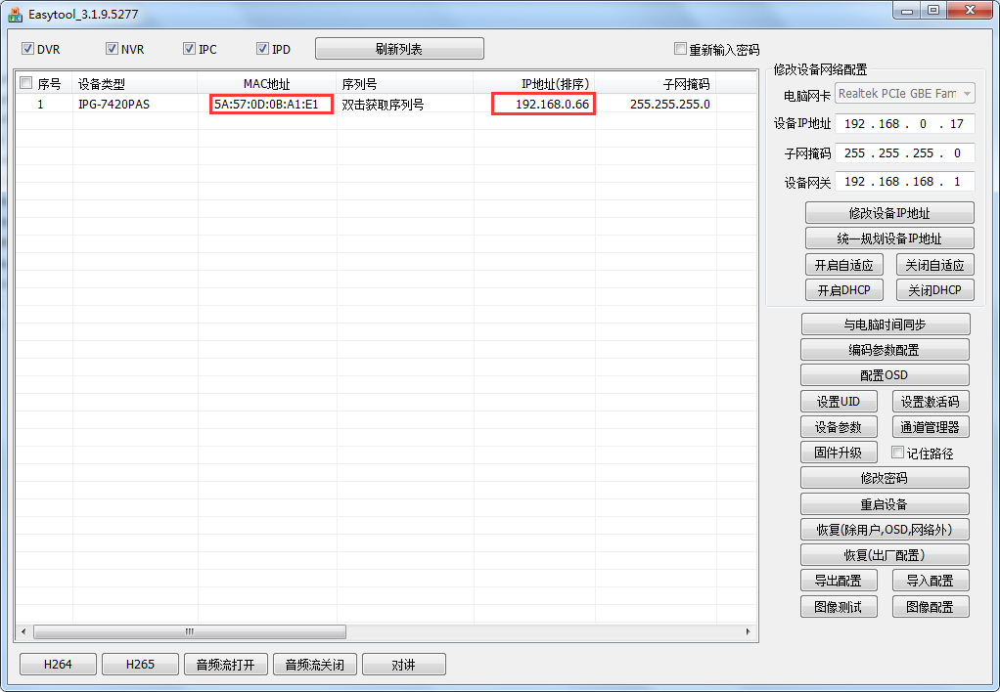 Easytool_3.1.9.5277
DVR NVR IPC IPD 刷新列表 重新输入密码
序号 设备类型 MAC地址 序列号 IP地址(排序) 子网掩码
1 IPG-7420PAS 5A:57:0D:0B:A1:E1 双击获取序列号 192.168.0.66 255.255.255.0
修改设备网络配置
电脑网卡 Realtek PCIe GBE Fam
设备IP地址 192 . 168 . 0 . 17
子网掩码 255 . 255 . 255 . 0
设备网关 192 . 168 . 168 . 1
修改设备IP地址
统一规划设备IP地址
开启自适应 关闭自适应
开启DHCP 关闭DHCP
与电脑时间同步
编码参数配置
配置OSD
设置UID 设置激活码
设备参数 通道管理器
固件升级 记住路径
修改密码
重启设备
恢复(除用户,OSD,网络外)
恢复(出厂配置)
导出配置 导入配置
图像测试 图像配置
H264 H265 音频流打开 音频流关闭 对讲